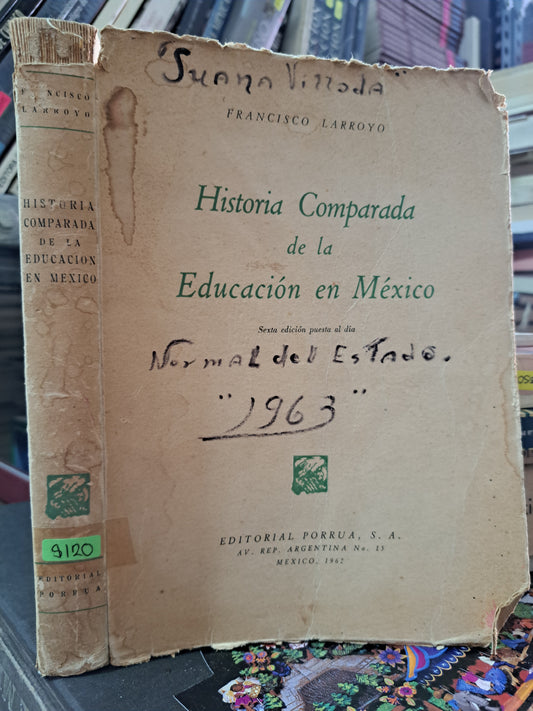 FRANCISCO
LARROYO
HISTORIA
COMPARADA
DE LA
EDUCACION
EN MEXICO
$120
EDITORIAL
PORRUA
"Juana Villoda"
FRANCISCO LARROYO
Historia Comparada
de la
Educación en México
Sexta edición puesta al día
Normal del Estado.
"1963"
EDITORIAL PORRUA, S. A.
AV. REP. ARGENTINA No. 15
MEXICO, 1962